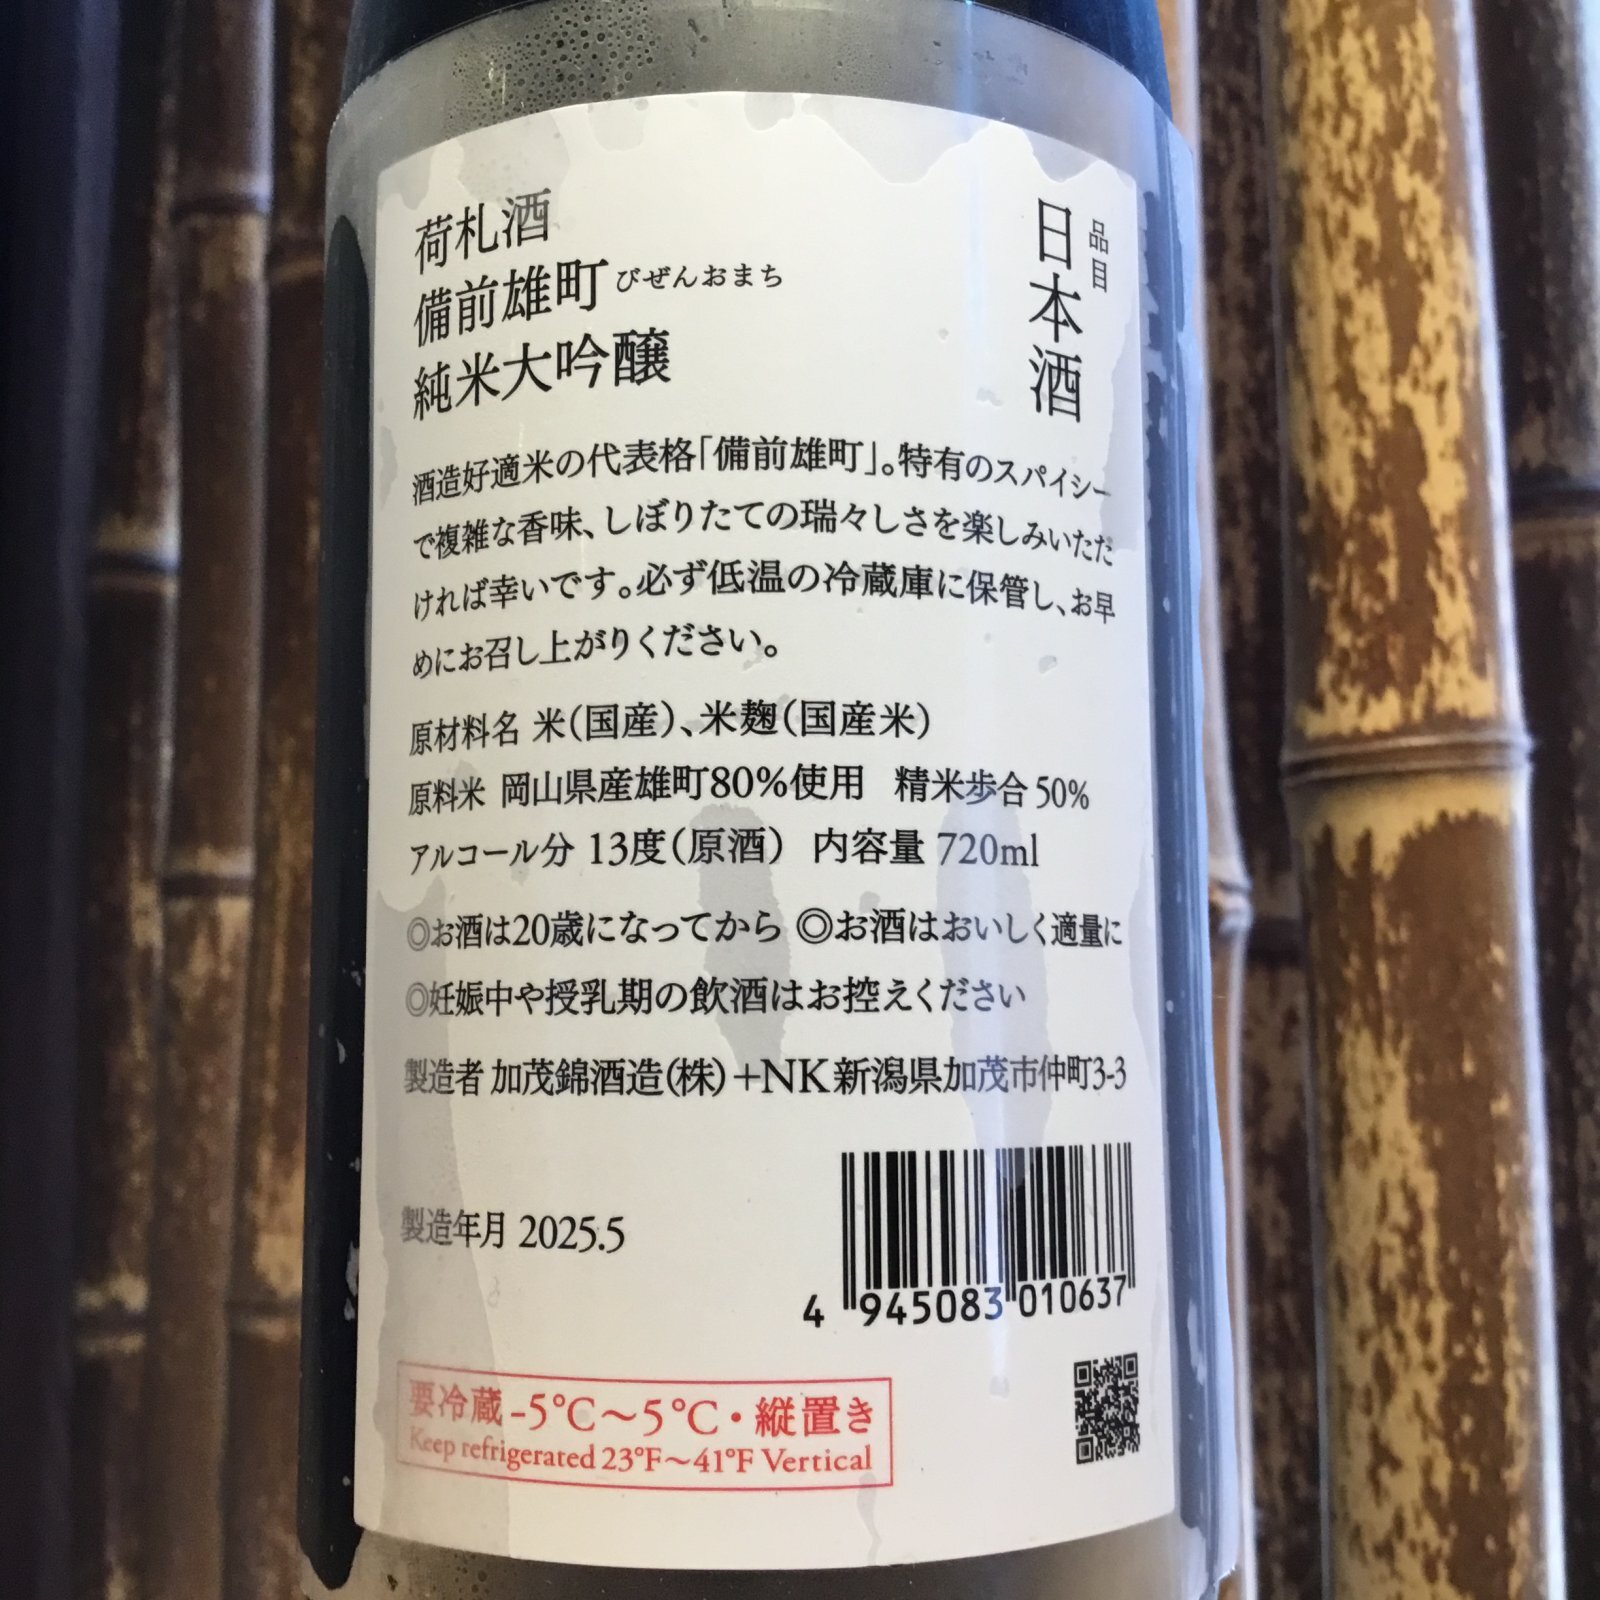 荷札酒
備前雄町 びぜんおまち
純米大吟醸
品目
日本酒
酒造好適米の代表格「備前雄町」。特有のスパイシー
で複雑な香味、しぼりたての瑞々しさを楽しみいただ
ければ幸いです。必ず低温の冷蔵庫に保管し、お早
めにお召し上がりください。
原材料名 米(国産)、米麹(国産米)
原料米 岡山県産雄町80%使用 精米歩合50%
アルコール分 13度(原酒) 内容量 720ml
◎お酒は20歳になってから ◎お酒はおいしく適量に
◎妊娠中や授乳期の飲酒はお控えください
製造者 加茂錦酒造(株)+NK 新潟県加茂市仲町3-3
製造年月 2025.5
4 945083 010637
要冷蔵 -5℃〜5℃・縦置き
Keep refrigerated 23°F〜41°F Vertical